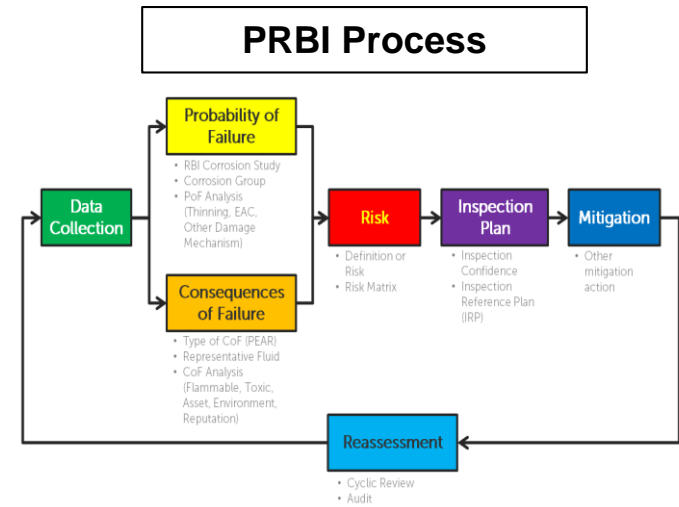 PRBI Process
Probability of
Failure
• RBI Corrosion Study
• Corrosion Group
• PoF Analysis
(Thinning, EAC,
Other Damage
Mechanism)
Data
Collection
Risk
• Definition or
Risk
• Risk Matrix
Inspection
Plan
• Inspection
Confidence
• Inspection
Reference Plan
(IRP)
Mitigation
• Other
mitigation
action
Consequences
of Failure
• Type of CoF (PEAR)
• Representative Fluid
• CoF Analysis
(Flammable, Toxic,
Asset, Environment,
Reputation)
Reassessment
• Cyclic Review
• Audit